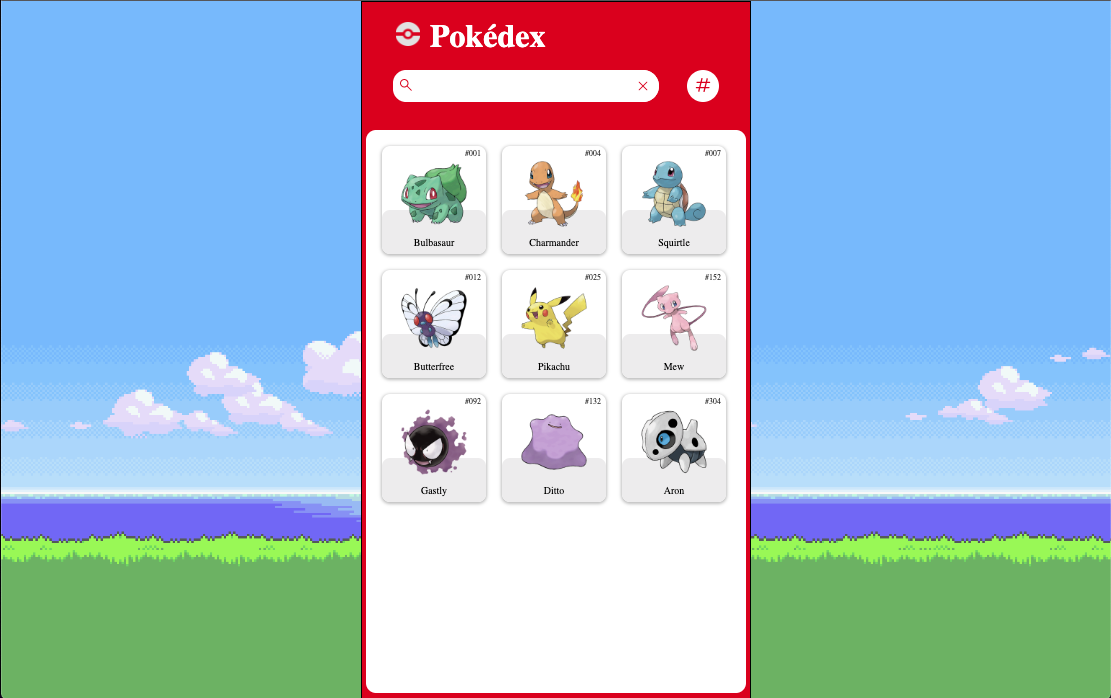 Pokédex
#
#001
#004
#007
Bulbasaur
Charmander
Squirtle
#012
#025
#152
Butterfree
Pikachu
Mew
#092
#132
#304
Gastly
Ditto
Aron